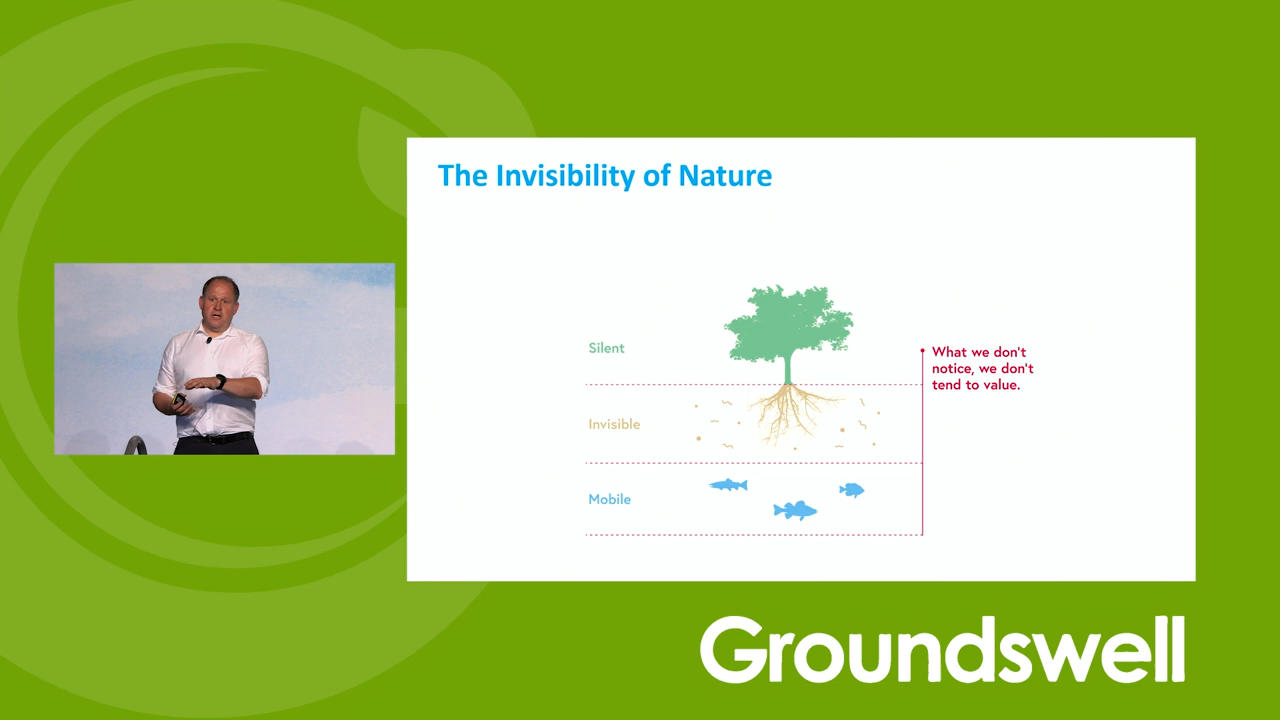 The Invisibility of Nature
Silent
What we don't
notice, we don't
tend to value.
Invisible
Mobile
Groundswell